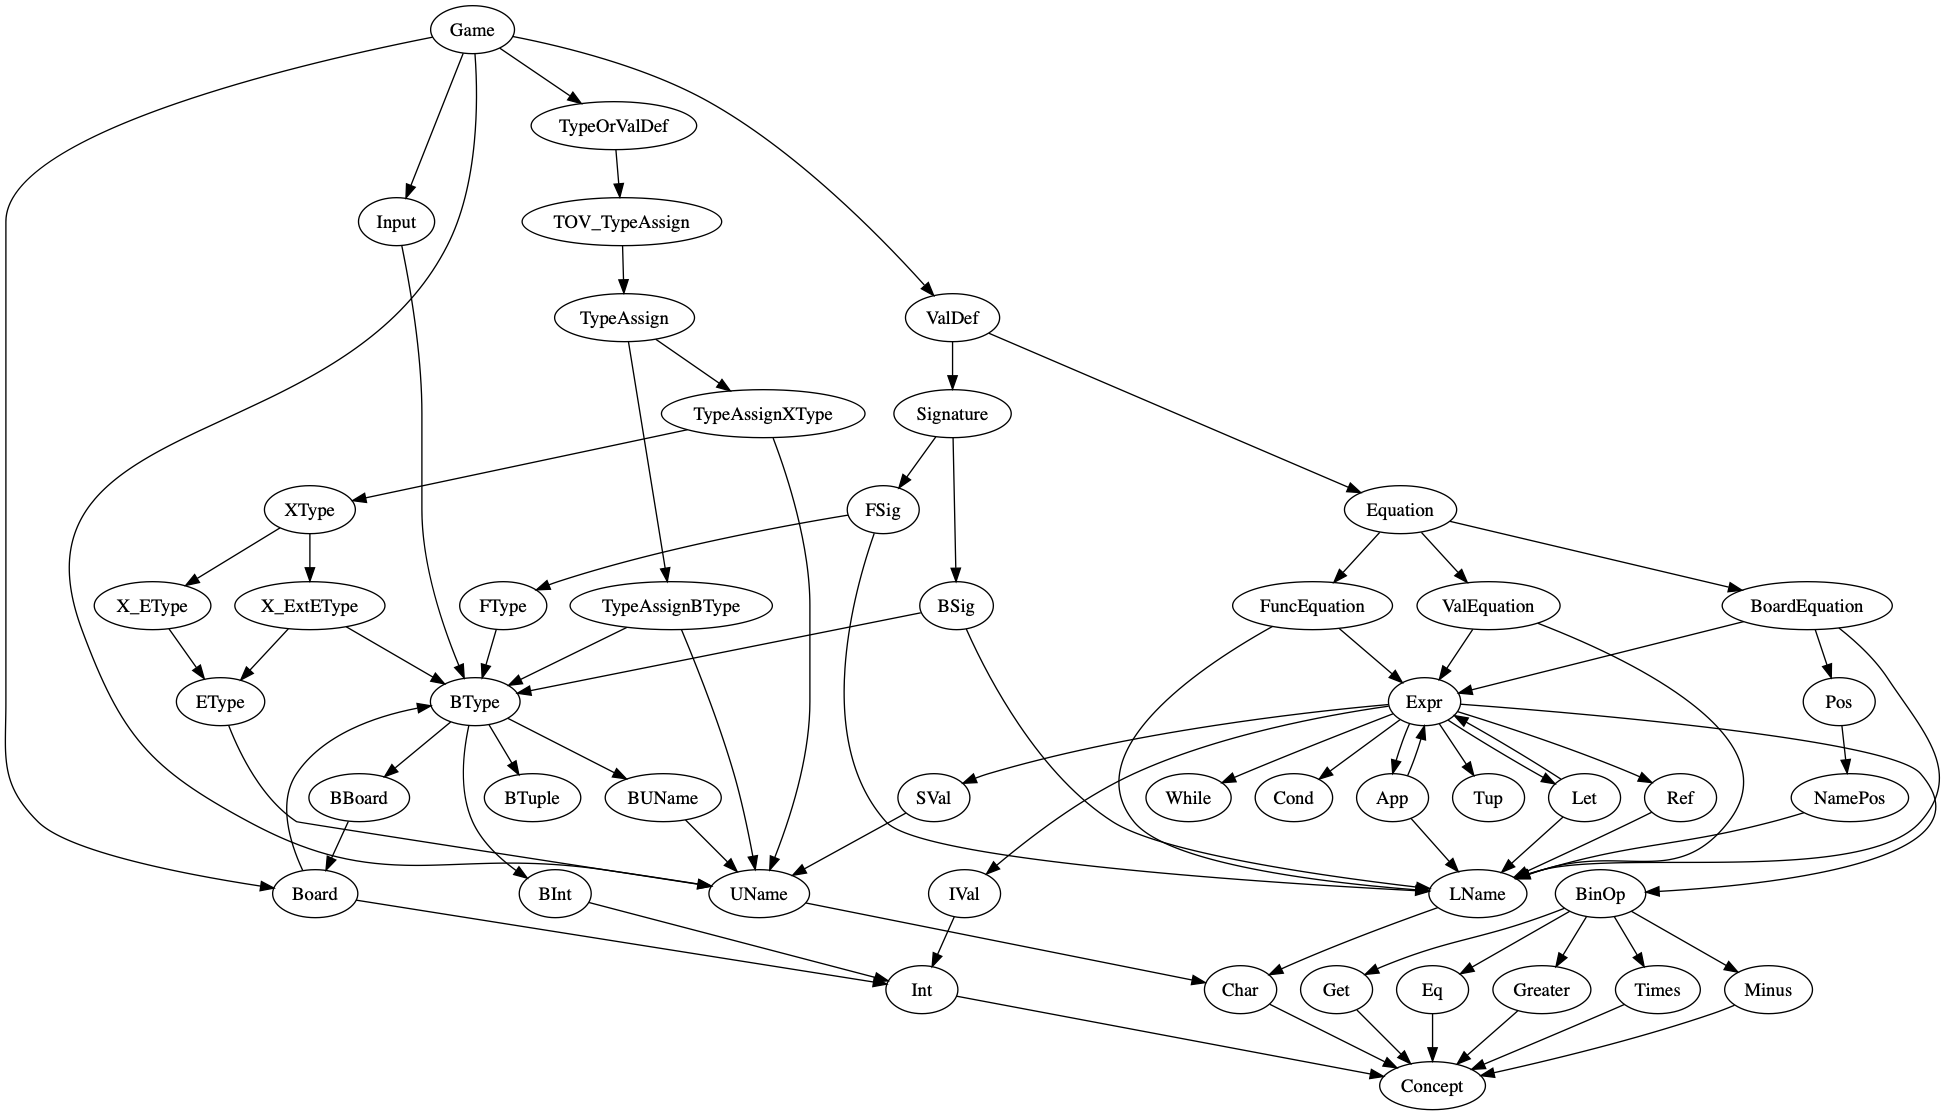 Game
TypeOrValDef
Input
TOV_TypeAssign
TypeAssign
ValDef
TypeAssignXType
Signature
XType
FSig
Equation
X_EType
X_ExtEType
FType
TypeAssignBType
BSig
FuncEquation
ValEquation
BoardEquation
EType
BType
Expr
Pos
BBoard
BTuple
BUName
SVal
While
Cond
App
Tup
Let
Ref
NamePos
Board
BInt
UName
IVal
LName
BinOp
Int
Char
Get
Eq
Greater
Times
Minus
Concept